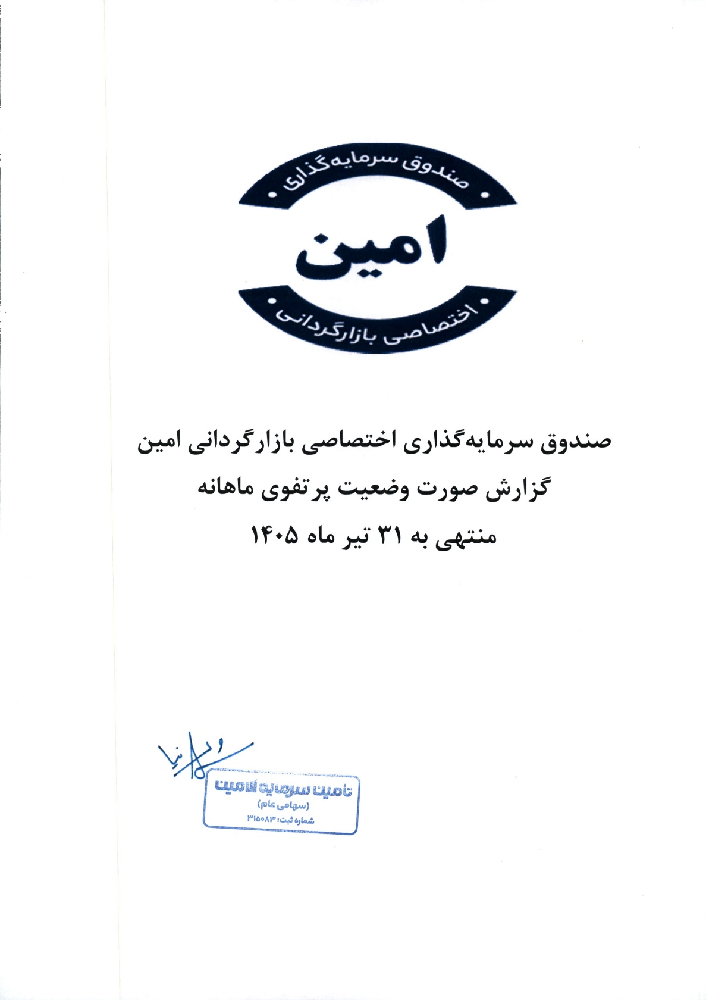 • صندوق سرمایه‌گذاری •
امین
• اختصاصی بازارگردانی •
صندوق سرمایه‌گذاری اختصاصی بازارگردانی امین
گزارش صورت وضعیت پرتفوی ماهانه
منتهی به ۳۱ تیر ماه ۱۴۰۵
تأمین سرمایه امین
(سهامی عام)
شماره ثبت: ۳۱۵۰۸۳